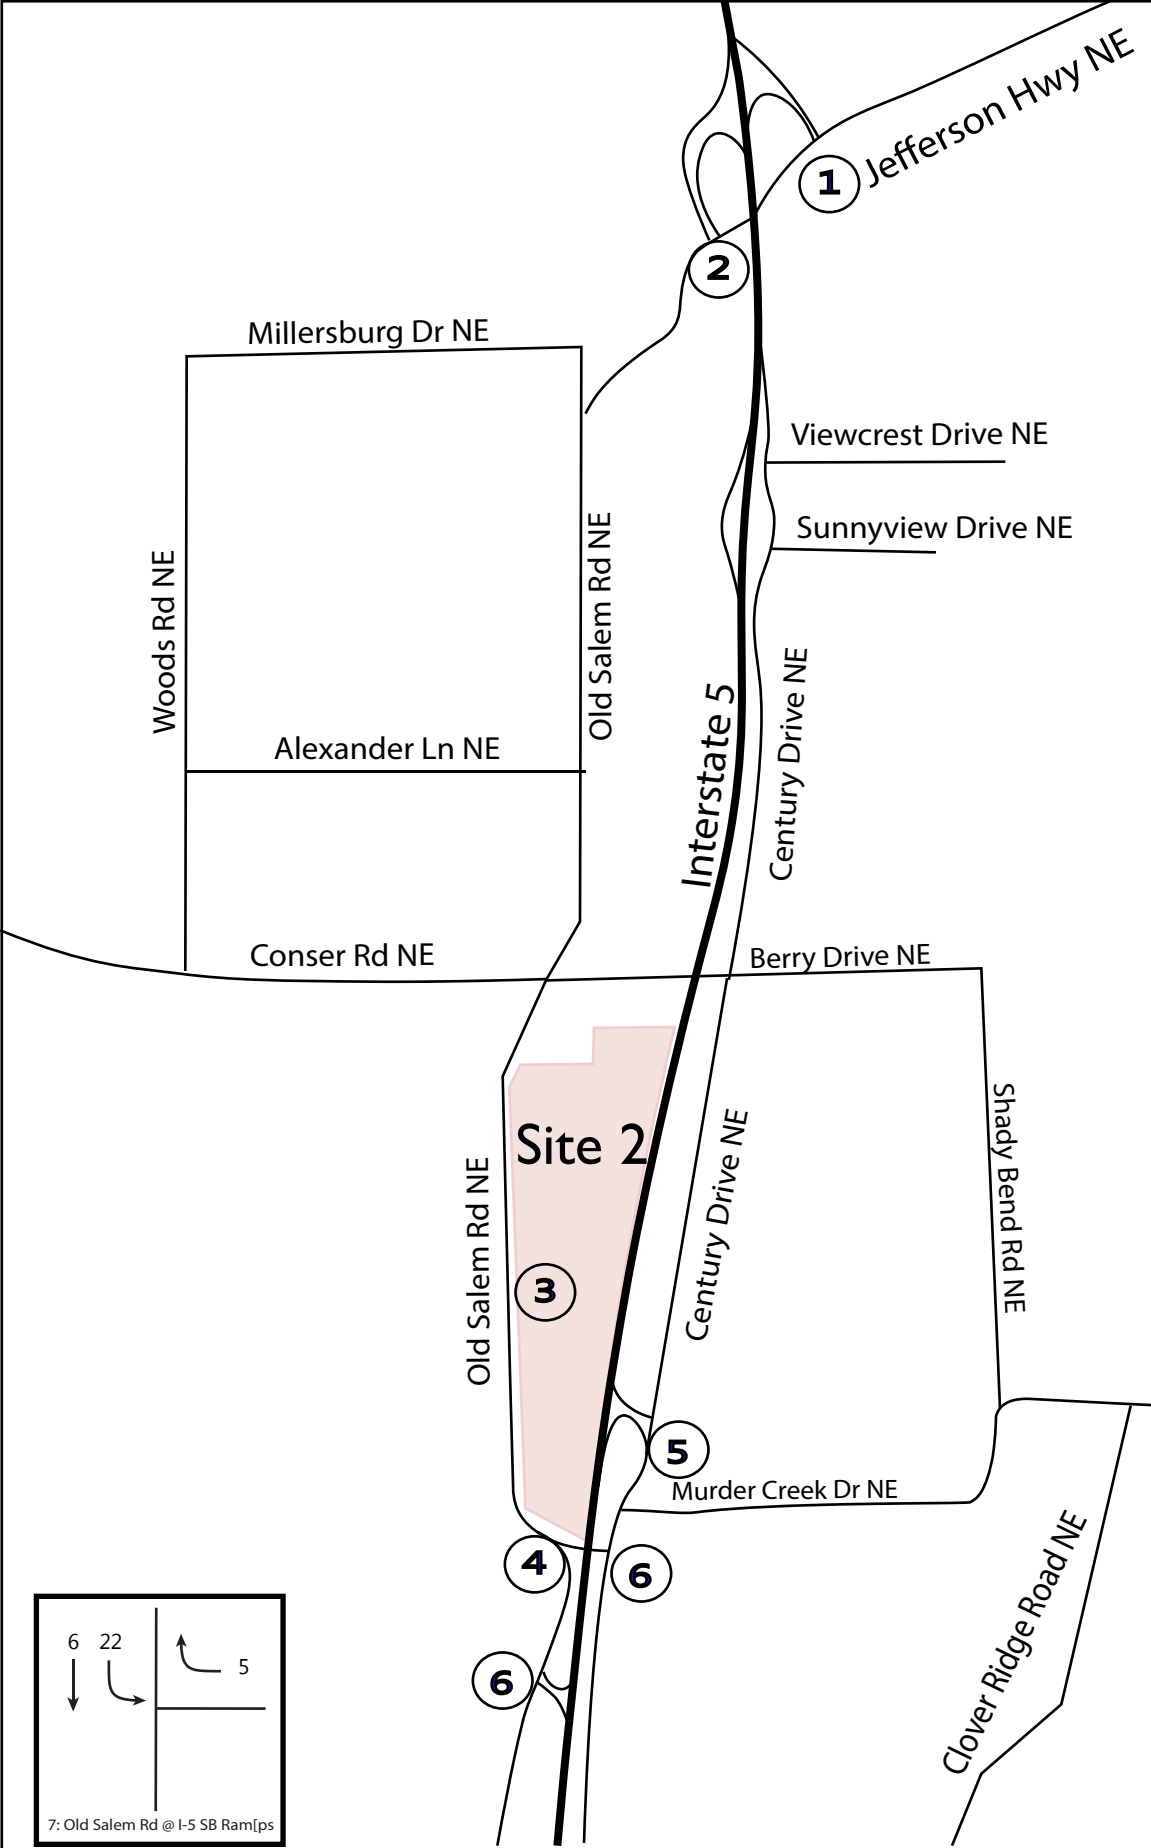 Jefferson Hwy NE
1
2
Millersburg Dr NE
Viewcrest Drive NE
Sunnyview Drive NE
Woods Rd NE
Old Salem Rd NE
Century Drive NE
Interstate 5
Alexander Ln NE
Conser Rd NE
Berry Drive NE
Site 2
Shady Bend Rd NE
Century Drive NE
Old Salem Rd NE
3
5
Murder Creek Dr NE
4
6
Clover Ridge Road NE
6
6 22
5
7: Old Salem Rd @ I-5 SB Ram[ps